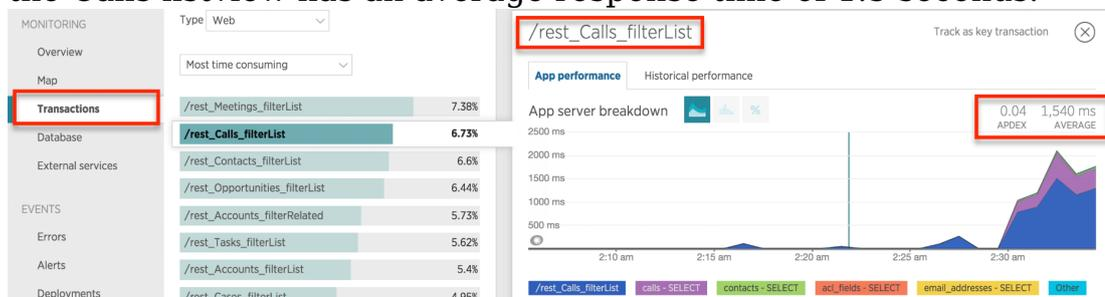 the Calls listview has an average response time of 1.5 seconds.
MONITORING
Overview
Map
Transactions
Database
External services
EVENTS
Errors
Alerts
Deployments
Type Web
Most time consuming
/rest_Meetings_filterList 7.38%
/rest_Calls_filterList 6.73%
/rest_Contacts_filterList 6.6%
/rest_Opportunities_filterList 6.44%
/rest_Accounts_filterRelated 5.73%
/rest_Tasks_filterList 5.62%
/rest_Accounts_filterList 5.4%
/rest_Cases_filterList 4.95%
/rest_Calls_filterList
Track as key transaction
App performance Historical performance
App server breakdown %
0.04 1,540 ms
APDEX AVERAGE
2500 ms
2000 ms
1500 ms
1000 ms
500 ms
2:10 am 2:15 am 2:20 am 2:25 am 2:30 am
/rest_Calls_filterList calls - SELECT contacts - SELECT acl_fields - SELECT email_addresses - SELECT Other